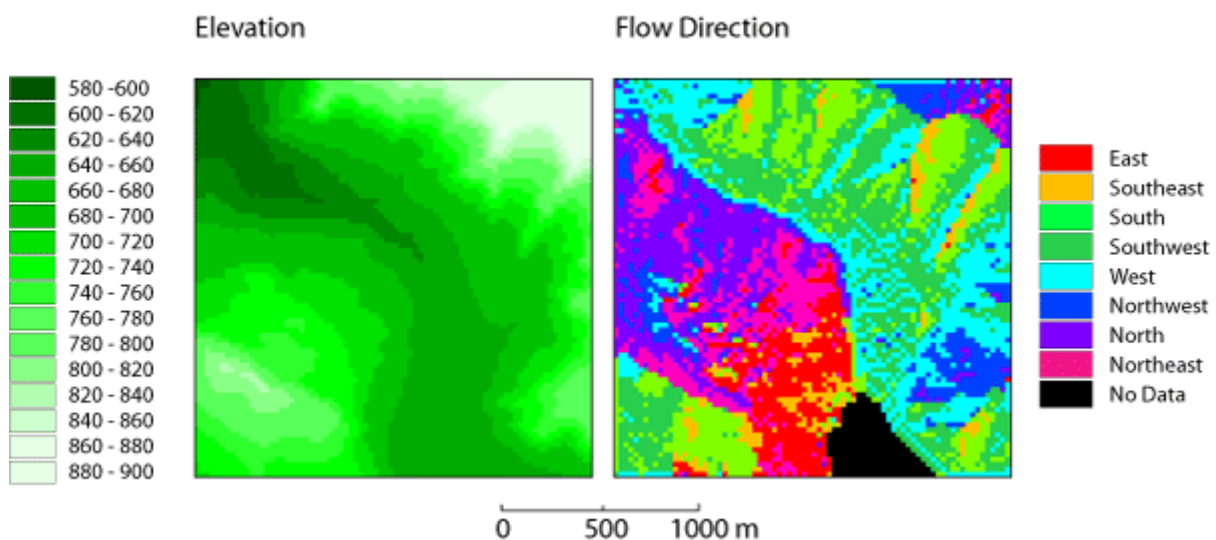 Elevation
Flow Direction
580 -600
600 - 620
620 - 640
640 - 660
660 - 680
680 - 700
700 - 720
720 - 740
740 - 760
760 - 780
780 - 800
800 - 820
820 - 840
840 - 860
860 - 880
880 - 900
East
Southeast
South
Southwest
West
Northwest
North
Northeast
No Data
0 500 1000 m